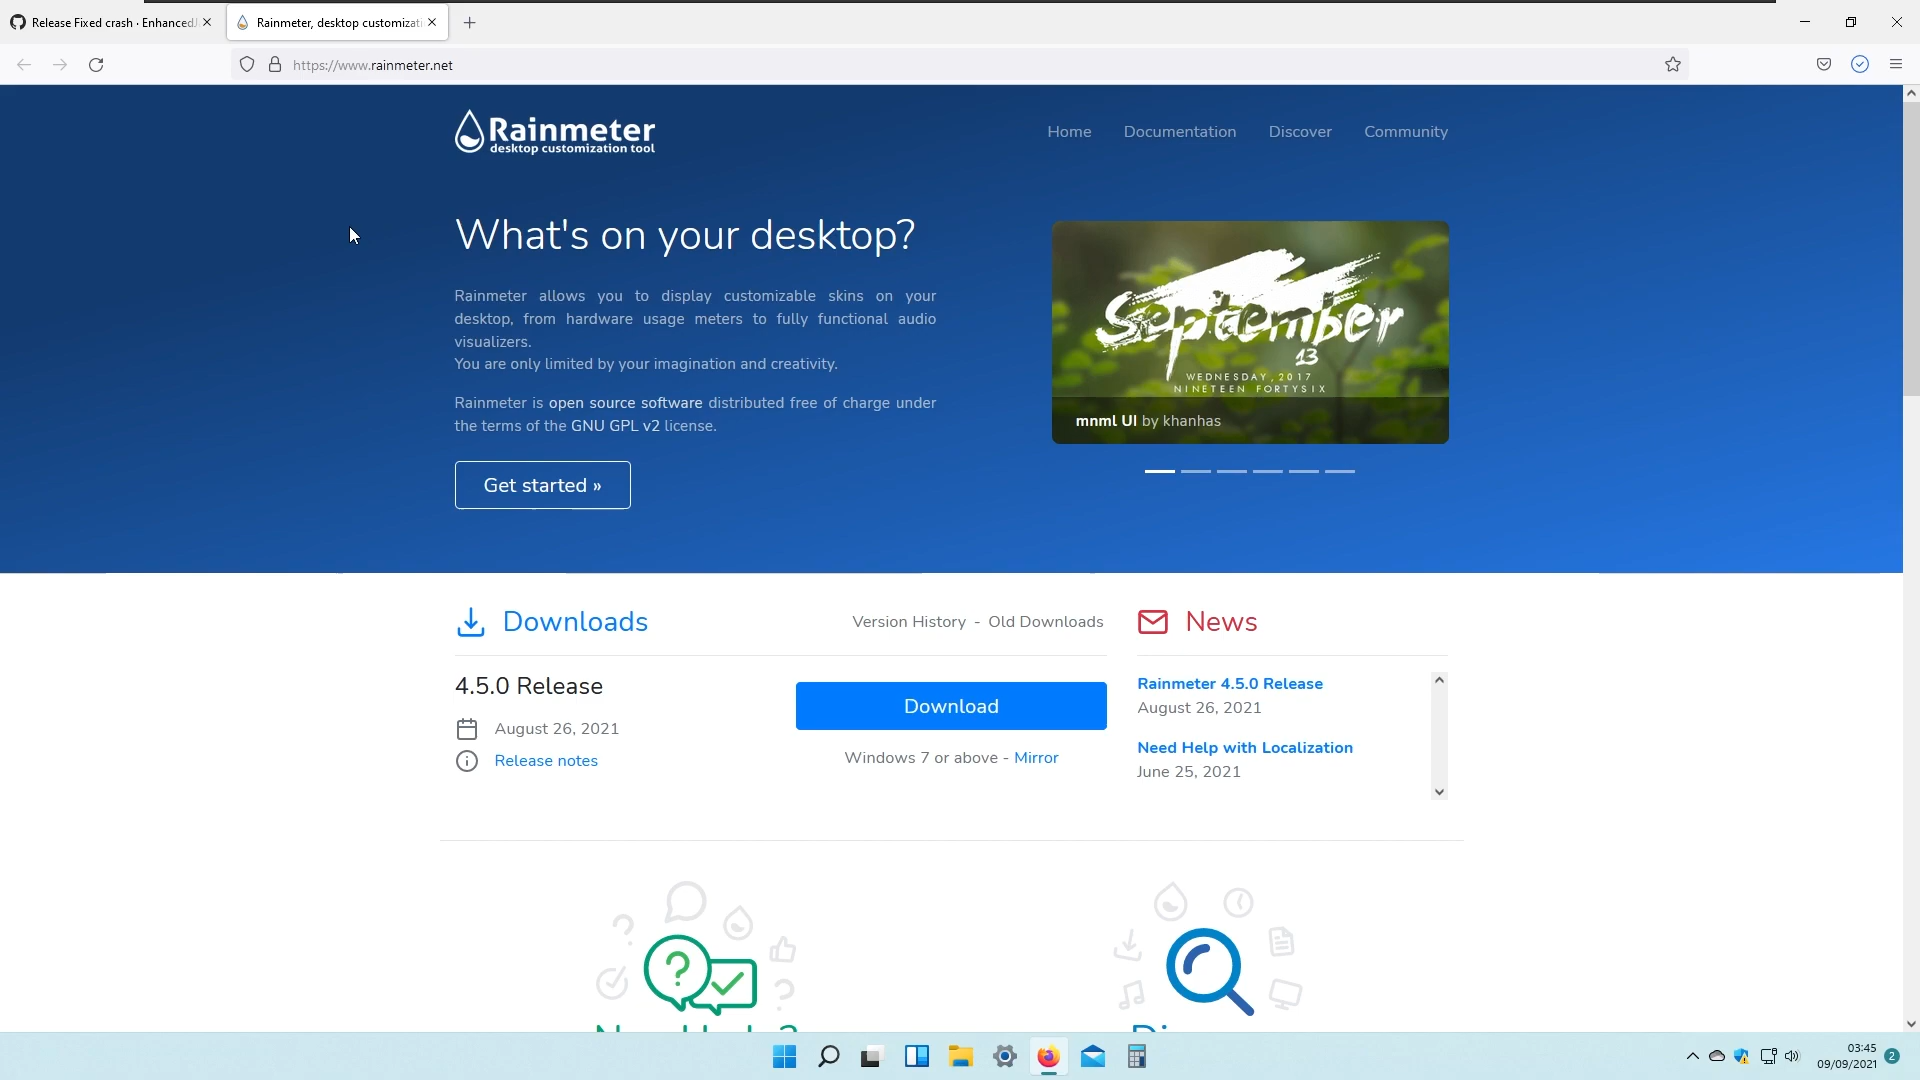 Release Fixed crash · EnhancedJ
Rainmeter, desktop customizati
https://www.rainmeter.net
Rainmeter
desktop customization tool
Home
Documentation
Discover
Community
What's on your desktop?
Rainmeter allows you to display customizable skins on your
desktop, from hardware usage meters to fully functional audio
visualizers.
You are only limited by your imagination and creativity.
Rainmeter is open source software distributed free of charge under
the terms of the GNU GPL v2 license.
Get started »
September
13
WEDNESDAY, 2017
NINETEEN FORTYSIX
mnml UI by khanhas
Downloads
Version History - Old Downloads
4.5.0 Release
August 26, 2021
Release notes
Download
Windows 7 or above - Mirror
News
Rainmeter 4.5.0 Release
August 26, 2021
Need Help with Localization
June 25, 2021
03:45
09/09/2021
2